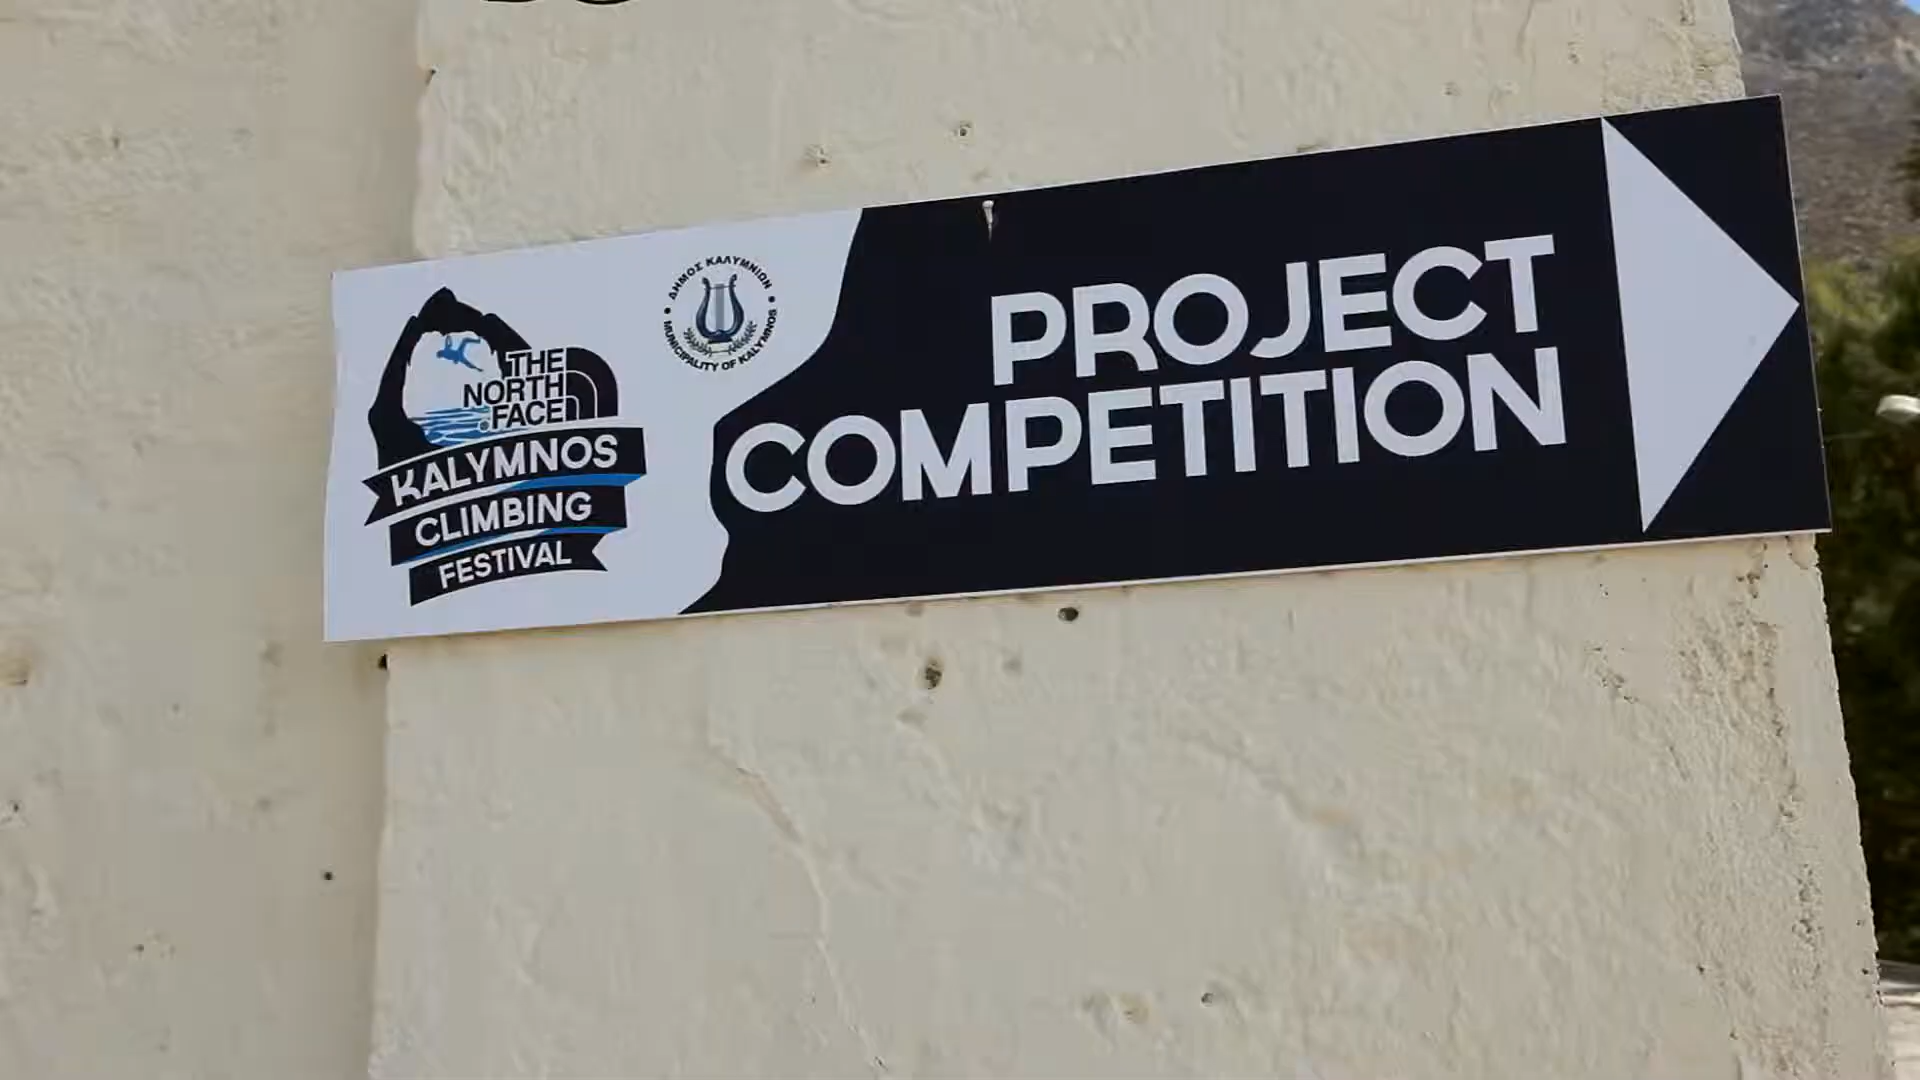 THE
NORTH
FACE
KALYMNOS
CLIMBING
FESTIVAL
ΔΗΜΟΣ ΚΑΛΥΜΝΙΩΝ
MUNICIPALITY OF KALYMNOS
PROJECT
COMPETITION